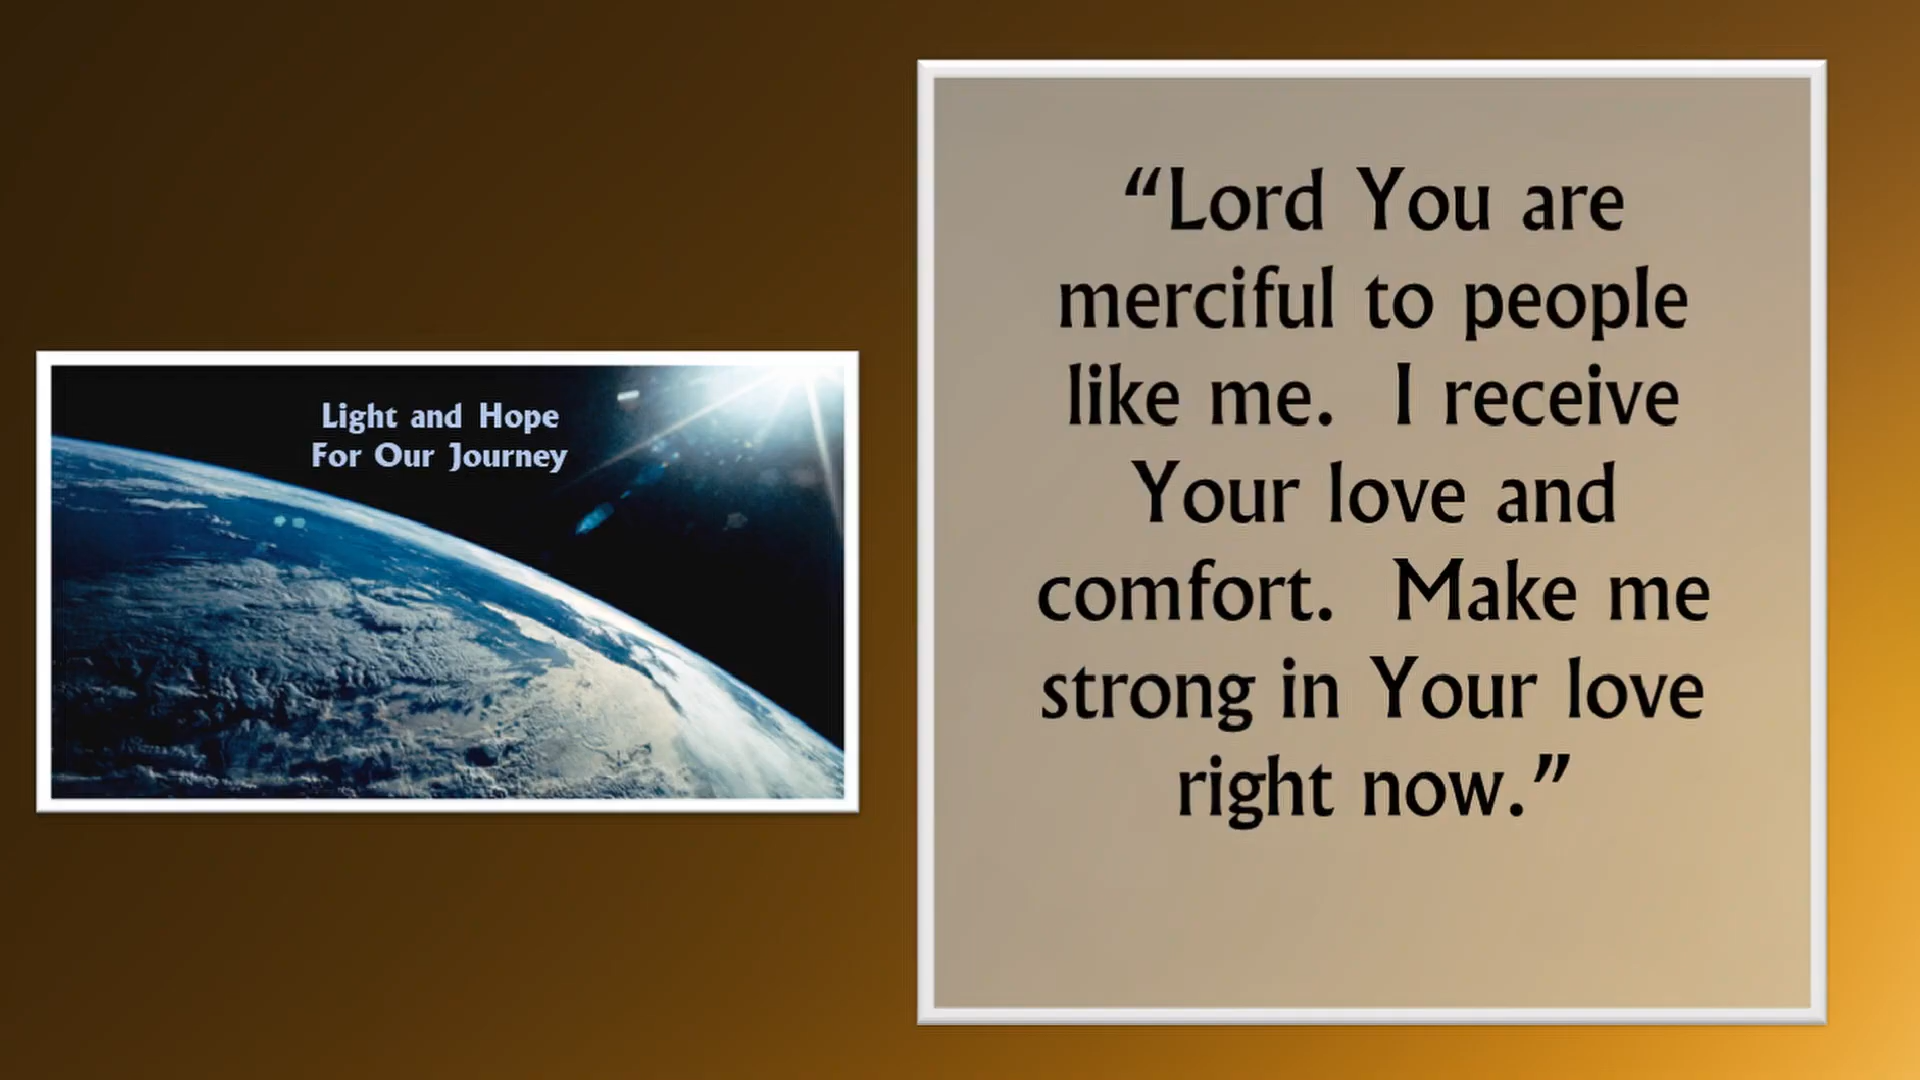 Light and Hope
For Our Journey
“Lord You are
merciful to people
like me.  I receive
Your love and
comfort.  Make me
strong in Your love
right now.”